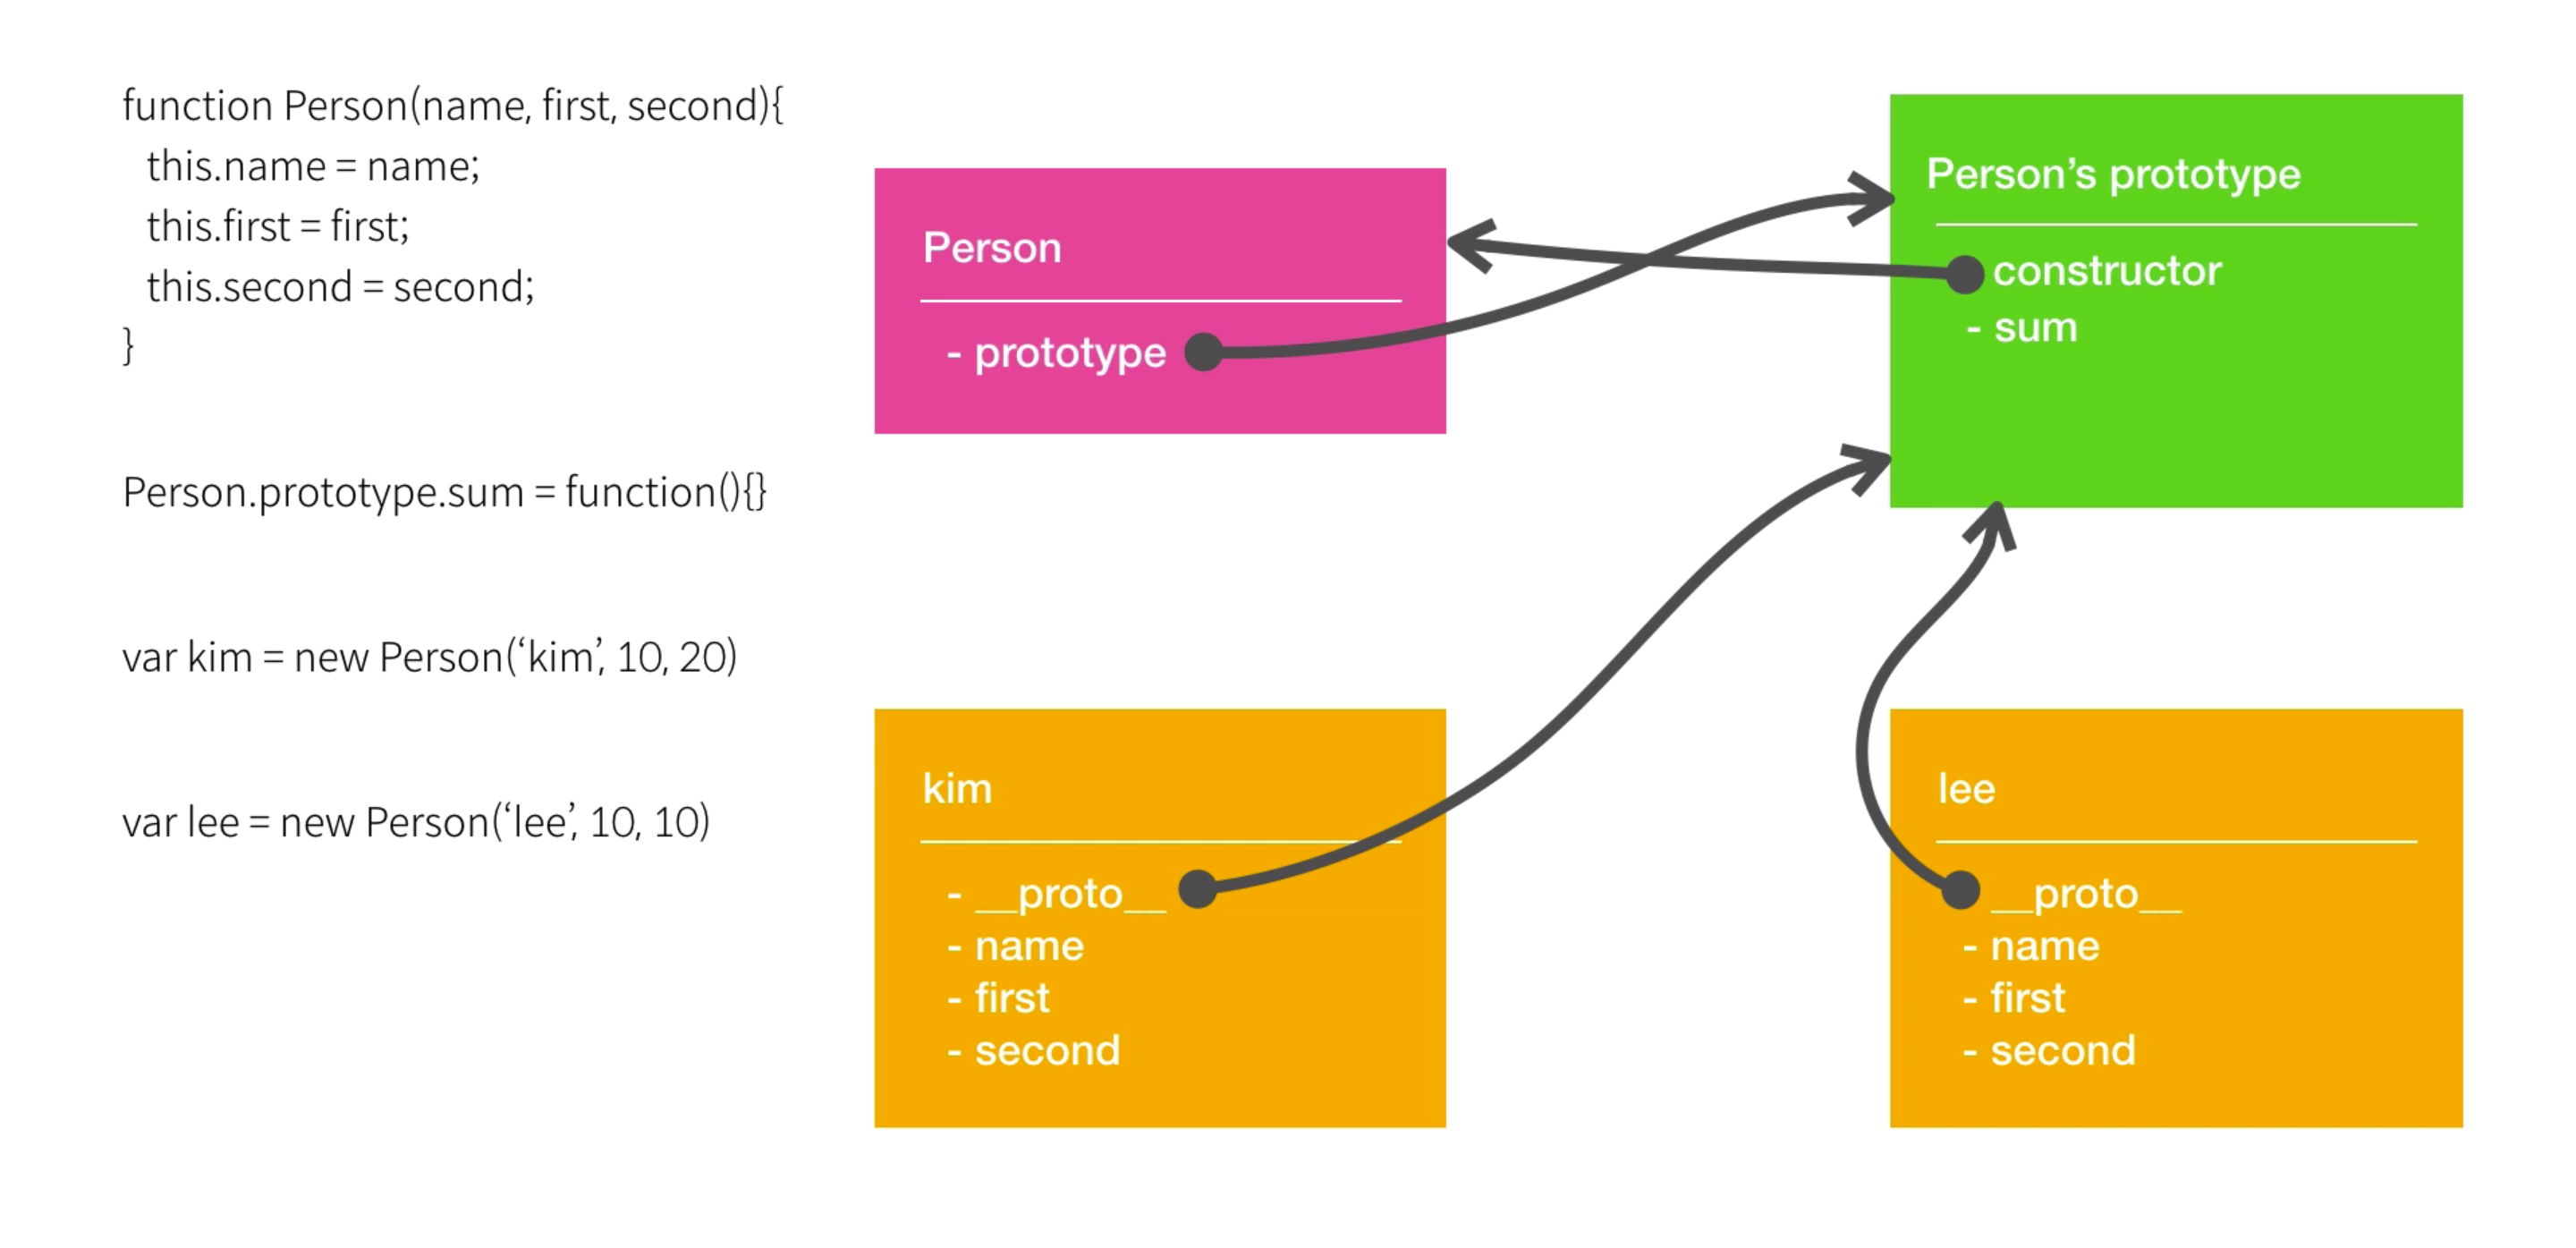 function Person(name, first, second){
this.name = name;
this.first = first;
this.second = second;
}
Person.prototype.sum = function(){}
var kim = new Person(‘kim’, 10, 20)
var lee = new Person(‘lee’, 10, 10)
Person
- prototype
Person’s prototype
constructor
- sum
kim
- __proto__
- name
- first
- second
lee
__proto__
- name
- first
- second